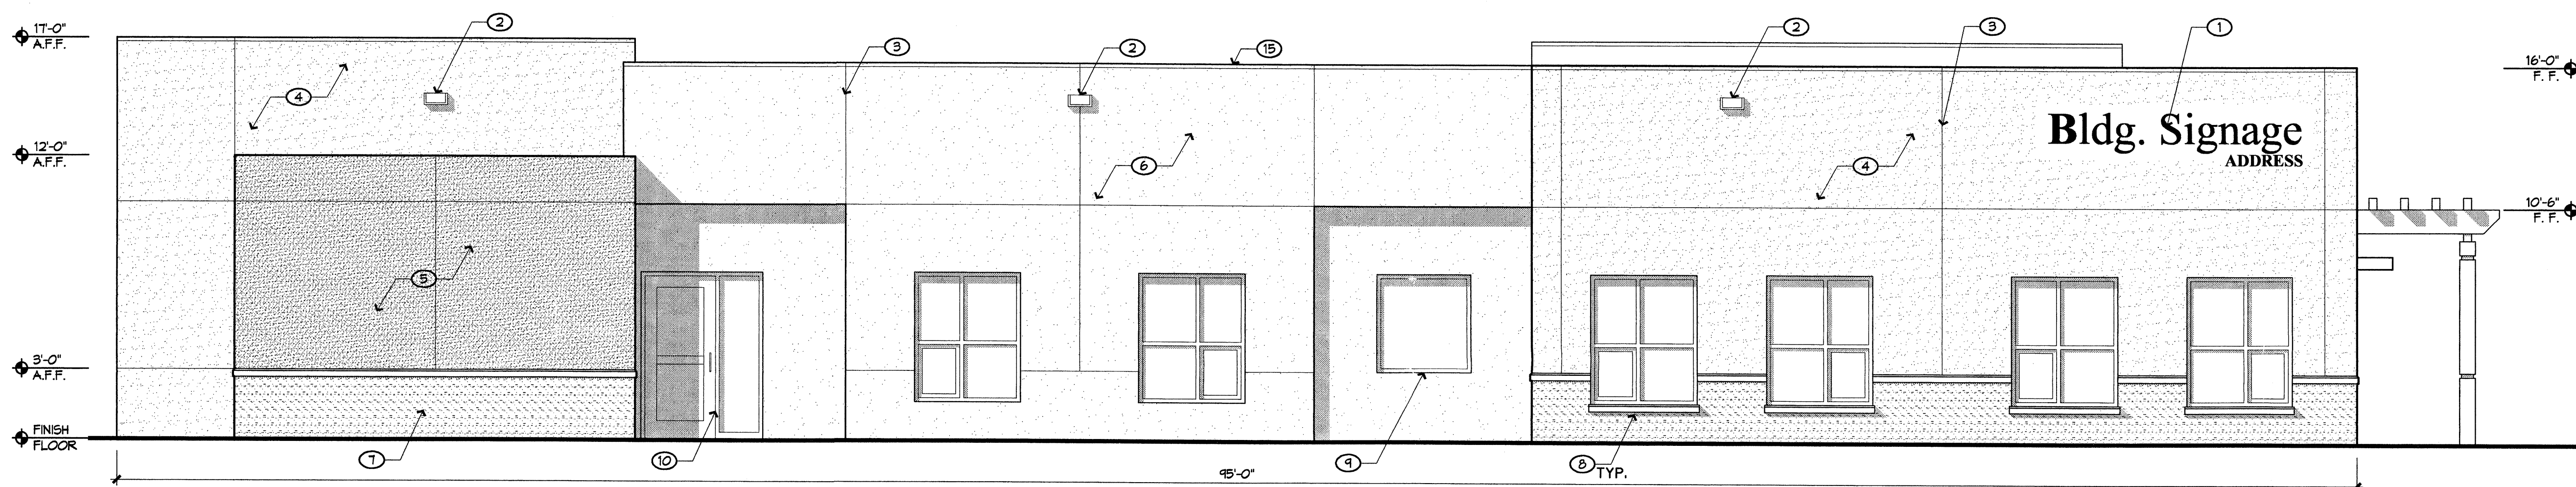 17'-0"
A.F.F.
2
3
2
15
2
3
1
16'-0"
F. F.
4
12'-0"
A.F.F.
6
4
Bldg. Signage
ADDRESS
10'-6"
F. F.
5
3'-0"
A.F.F.
FINISH
FLOOR
7
10
9
8 TYP.
95'-0"